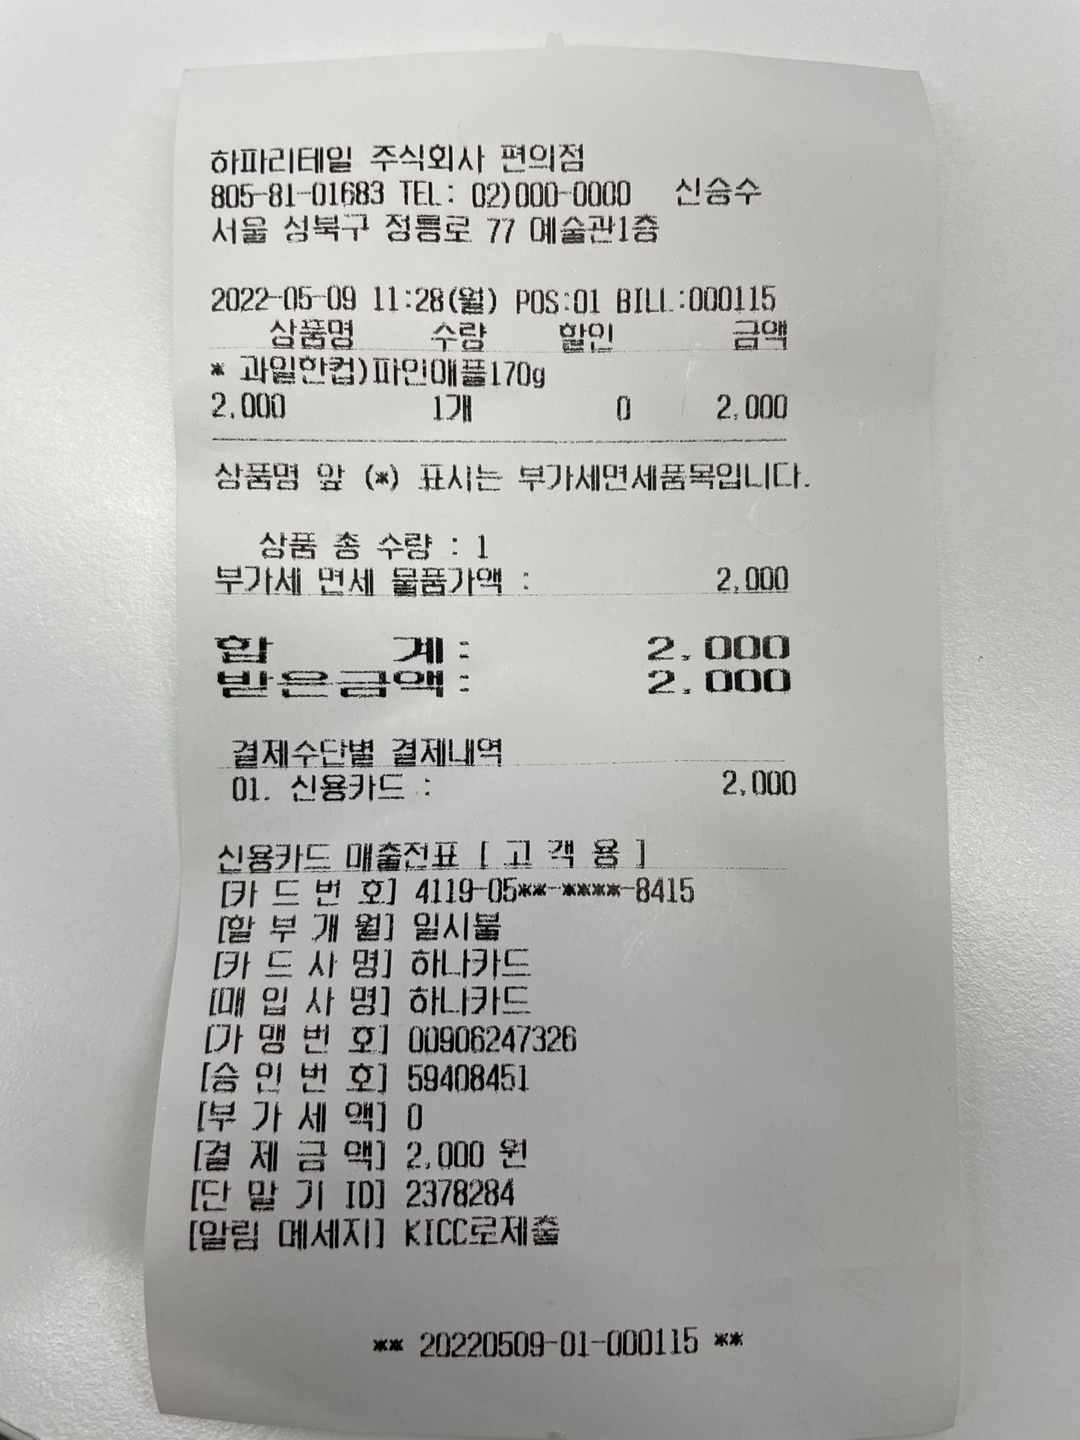 하파리테일 주식회사 편의점
805-81-01683 TEL: 02)000-0000 신승수
서울 성북구 정릉로 77 예술관1층
2022-05-09 11:28(월) POS:01 BILL:000115
상품명 수량 할인 금액
* 과일한컵)파인애플170g
2,000 1개 0 2,000
상품명 앞 (*) 표시는 부가세면세품목입니다.
상품 총 수량 : 1
부가세 면세 물품가액 : 2,000
합 계: 2,000
받은금액: 2,000
결제수단별 결제내역
01. 신용카드 : 2,000
신용카드 매출전표 [ 고 객 용 ]
[카 드 번 호] 4119-05**-****-8415
[할 부 개 월] 일시불
[카 드 사 명] 하나카드
[매 입 사 명] 하나카드
[가 맹 번 호] 00906247326
[승 인 번 호] 59408451
[부 가 세 액] 0
[결 제 금 액] 2,000 원
[단 말 기 ID] 2378284
[알림 메세지] KICC로제출
** 20220509-01-000115 **